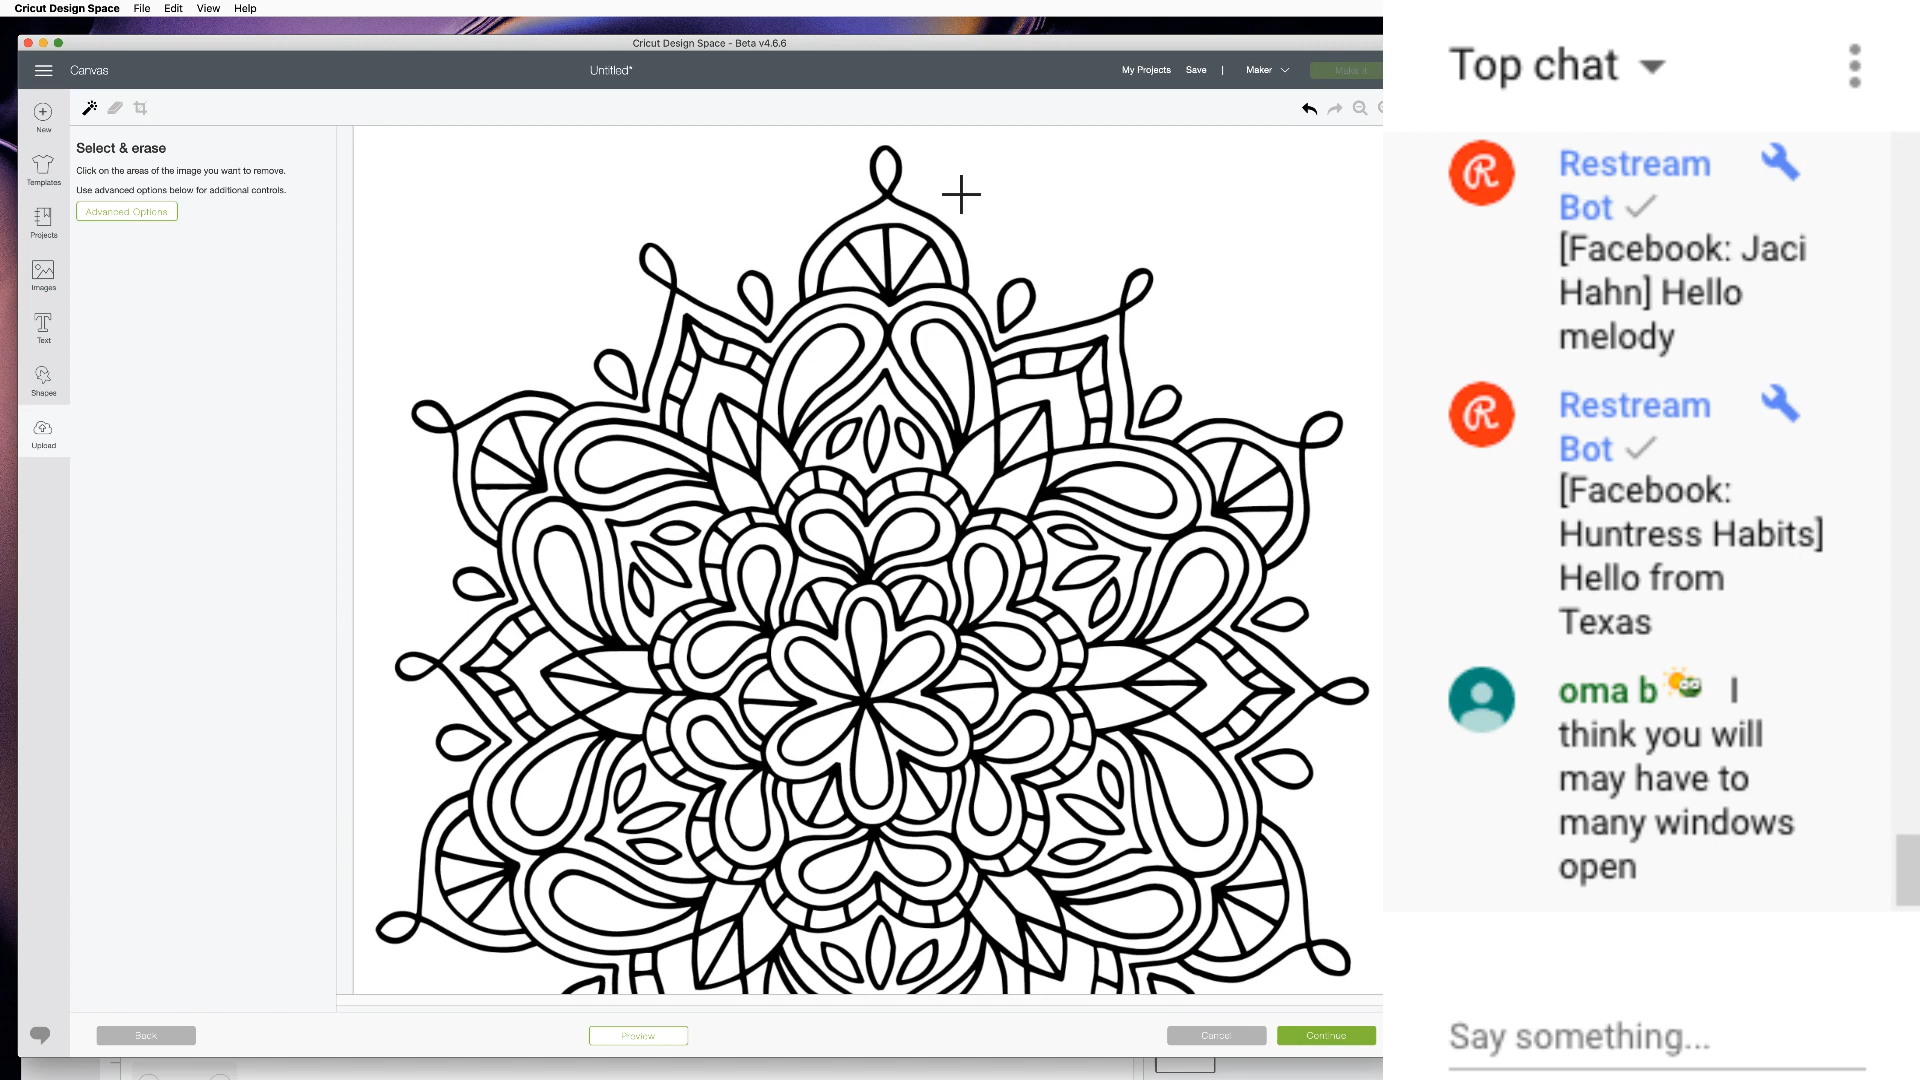 Cricut Design Space File Edit View Help
Cricut Design Space - Beta v4.6.6
Canvas Untitled* My Projects Save | Maker Make It
New
Templates
Projects
Images
Text
Shapes
Upload
Select & erase
Click on the areas of the image you want to remove.
Use advanced options below for additional controls.
Advanced Options
Back Preview Cancel Continue
Top chat
Restream
Bot
[Facebook: Jaci
Hahn] Hello
melody
Restream
Bot
[Facebook:
Huntress Habits]
Hello from
Texas
oma b I
think you will
may have to
many windows
open
Say something...